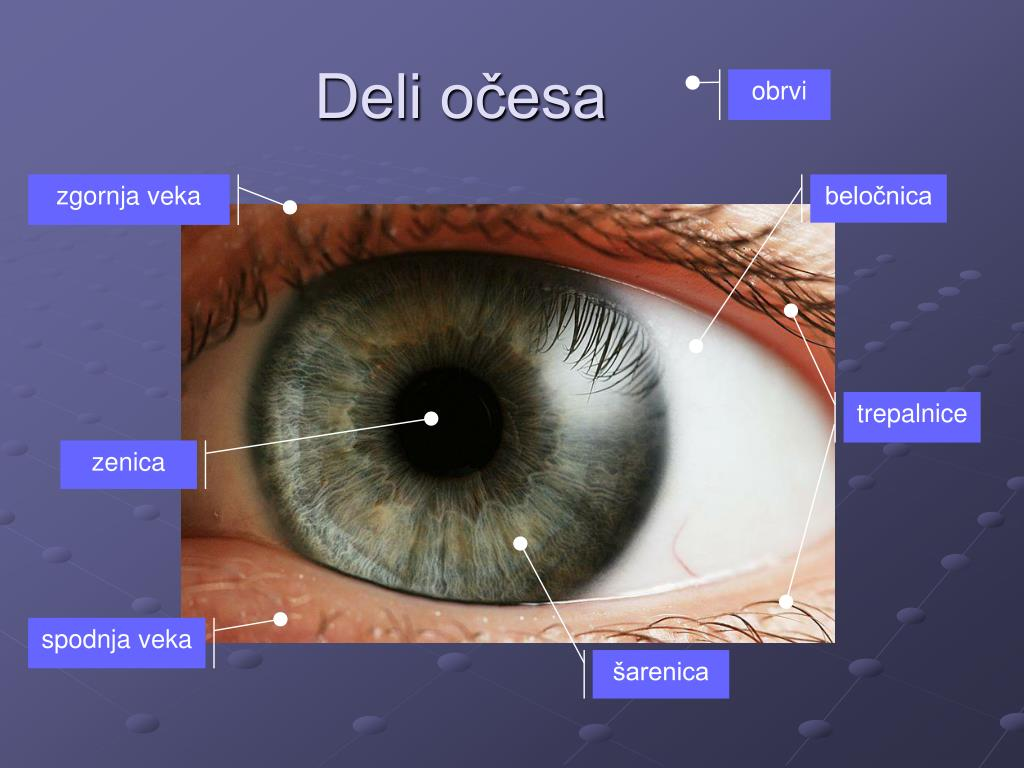 Deli očesa
obrvi
zgornja veka
beločnica
trepalnice
zenica
spodnja veka
šarenica